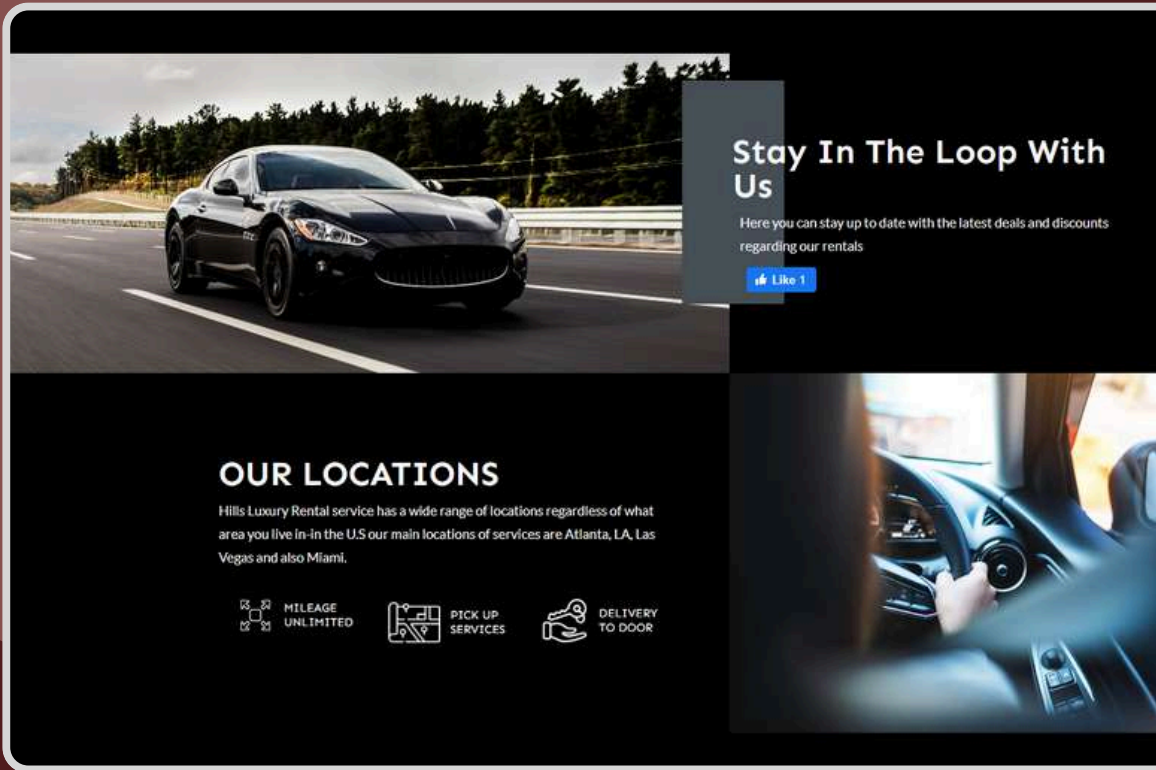 Stay In The Loop With
Us
Here you can stay up to date with the latest deals and discounts
regarding our rentals
Like 1
OUR LOCATIONS
Hills Luxury Rental service has a wide range of locations regardless of what
area you live in-in the U.S our main locations of services are Atlanta, LA, Las
Vegas and also Miami.
MILEAGE
UNLIMITED
PICK UP
SERVICES
DELIVERY
TO DOOR